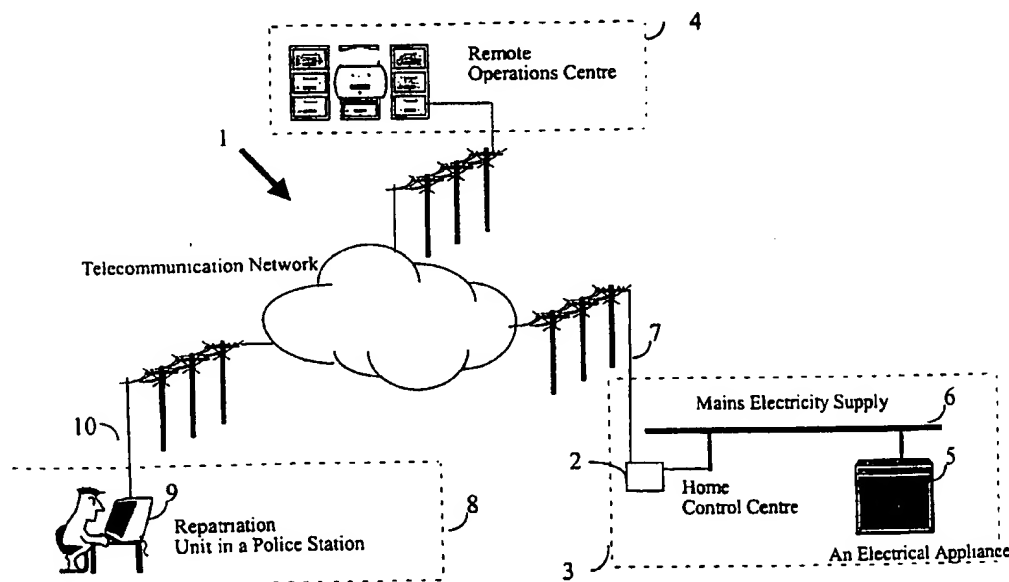 4
Remote
Operations Centre
1
Telecommunication Network
7
Mains Electricity Supply
6
10
2
5
9
Home
Control Centre
8
Repatriation
Unit in a Police Station
An Electrical Appliance
3